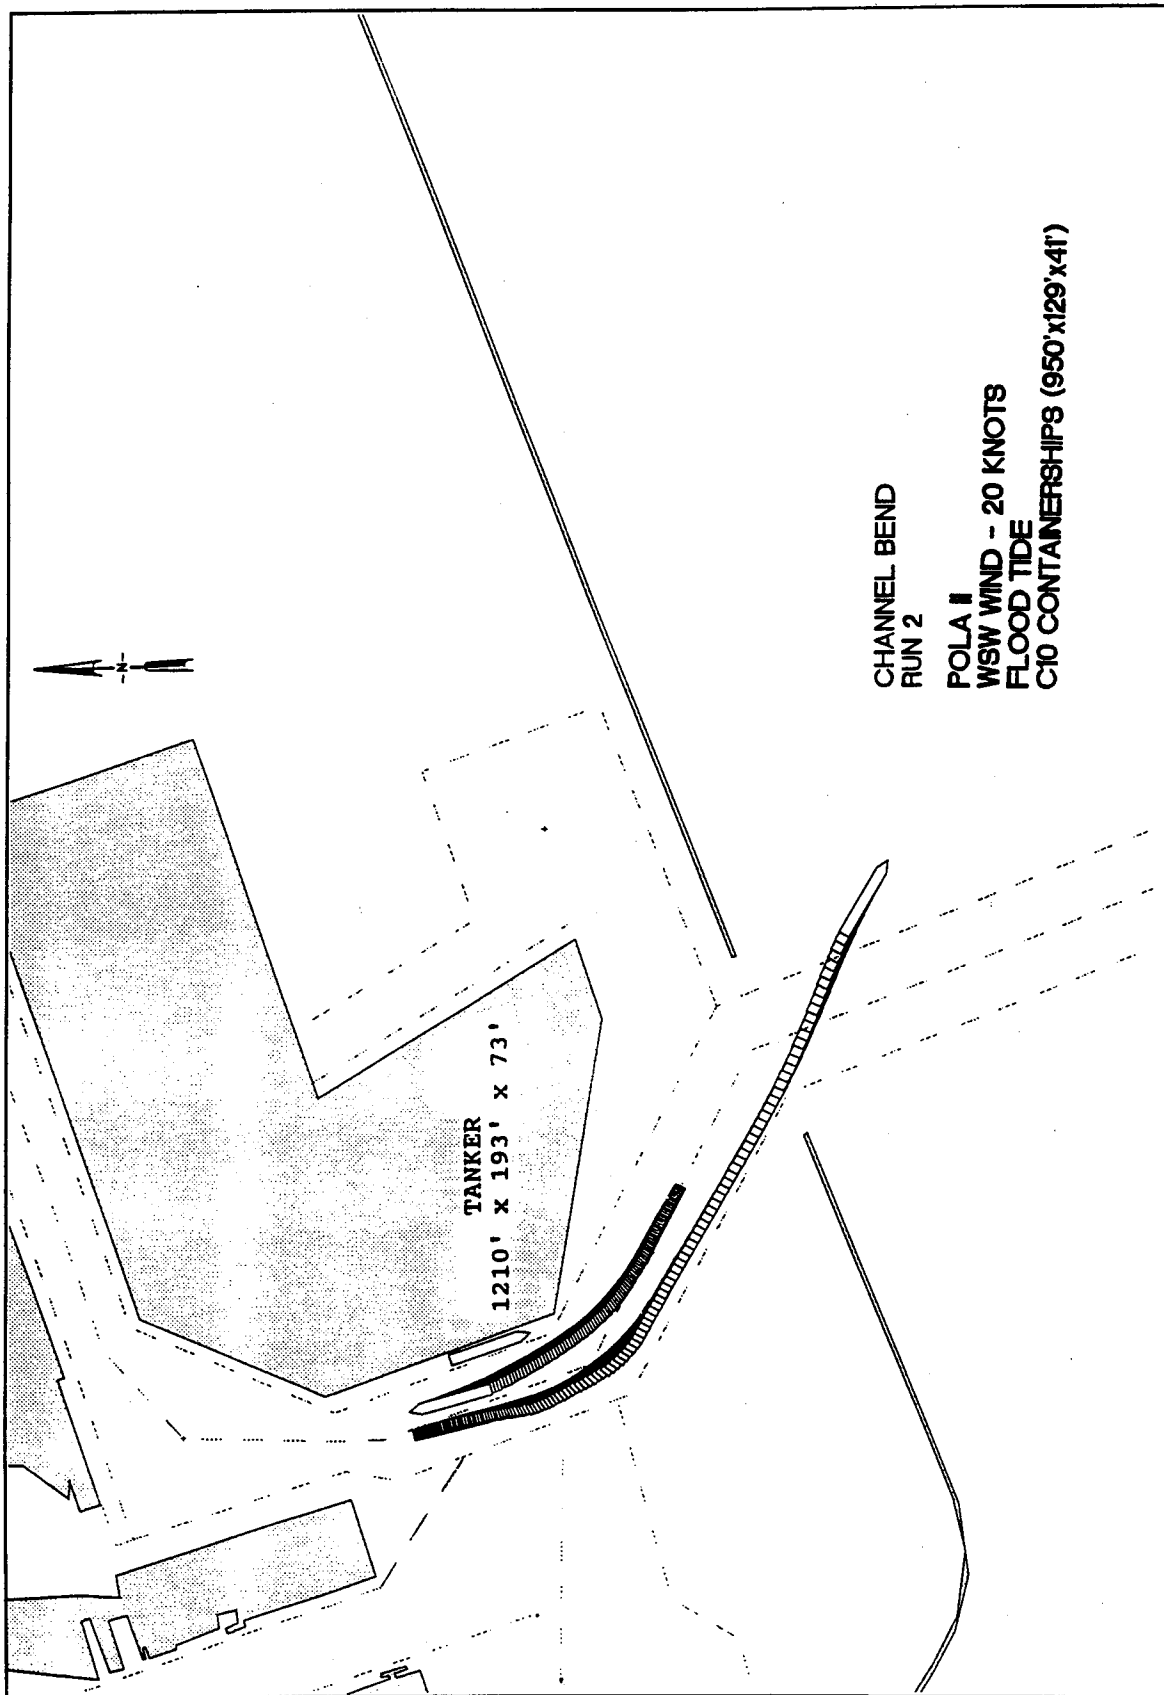 N
TANKER
1210' x 193' x 73'
CHANNEL BEND
RUN 2
POLA II
WSW WIND - 20 KNOTS
FLOOD TIDE
C10 CONTAINERSHIPS (950'x129'x41')